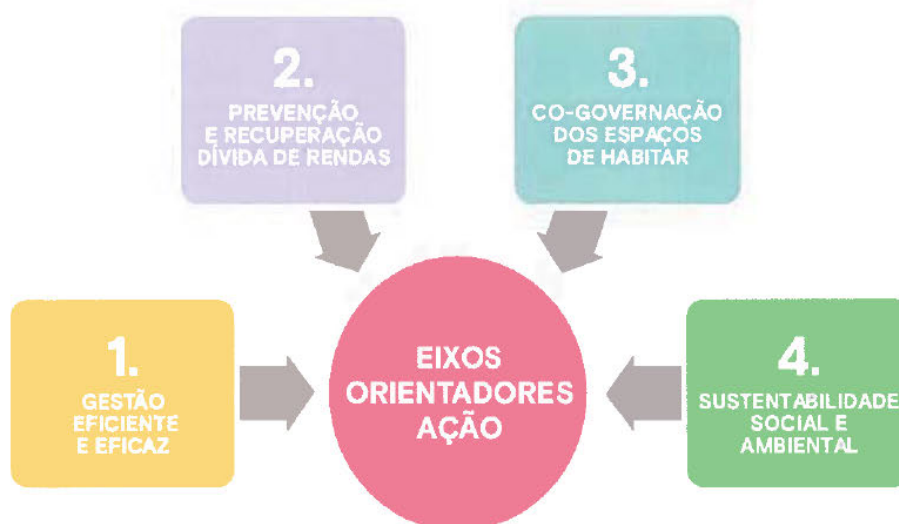 2.
PREVENÇÃO
E RECUPERAÇÃO
DÍVIDA DE RENDAS
3.
CO-GOVERNAÇÃO
DOS ESPAÇOS
DE HABITAR
1.
GESTÃO
EFICIENTE
E EFICAZ
EIXOS
ORIENTADORES
AÇÃO
4.
SUSTENTABILIDADE
SOCIAL E
AMBIENTAL